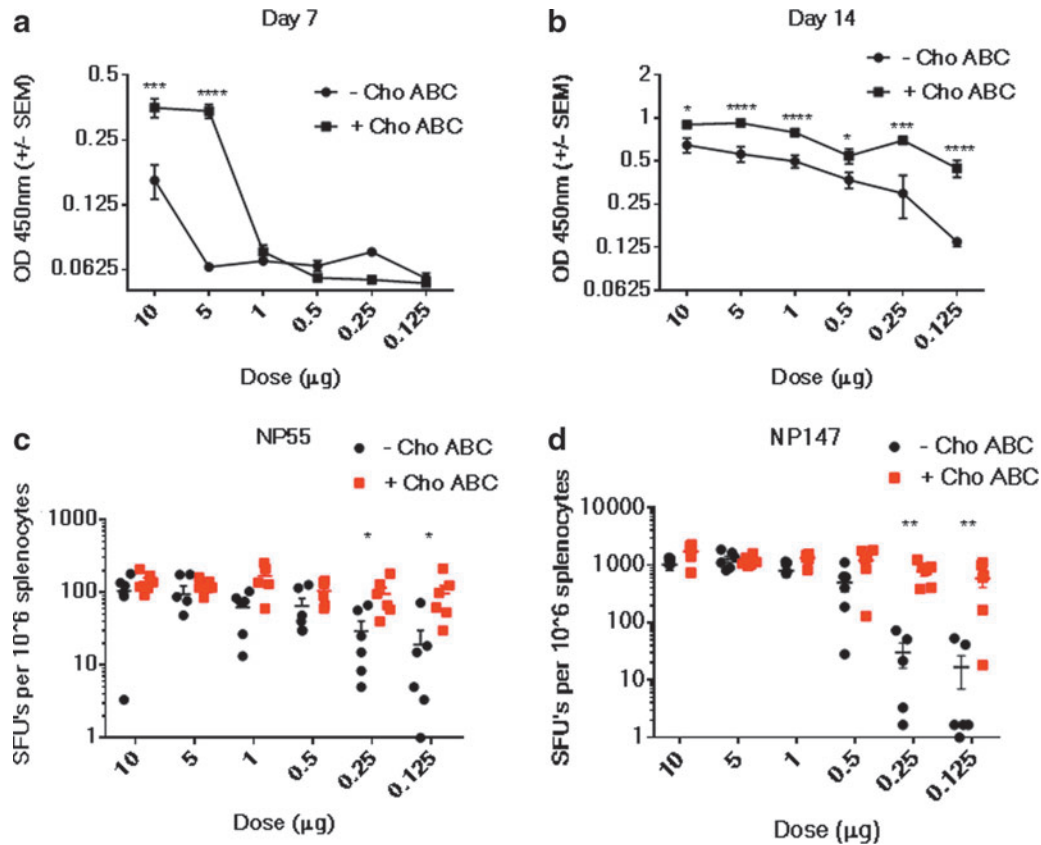 a
Day 7
OD 450nm (+/- SEM)
0.5
0.25
0.125
0.0625
***
****
- Cho ABC
+ Cho ABC
10
5
1
0.5
0.25
0.125
Dose (µg)
b
Day 14
OD 450nm (+/- SEM)
2
1
0.5
0.25
0.125
0.0625
*
****
****
*
***
****
- Cho ABC
+ Cho ABC
10
5
1
0.5
0.25
0.125
Dose (µg)
c
NP55
SFU's per 10^6 splenocytes
1000
100
10
1
- Cho ABC
+ Cho ABC
*
*
10
5
1
0.5
0.25
0.125
Dose (µg)
d
NP147
SFU's per 10^6 splenocytes
10000
1000
100
10
1
- Cho ABC
+ Cho ABC
**
**
10
5
1
0.5
0.25
0.125
Dose (µg)